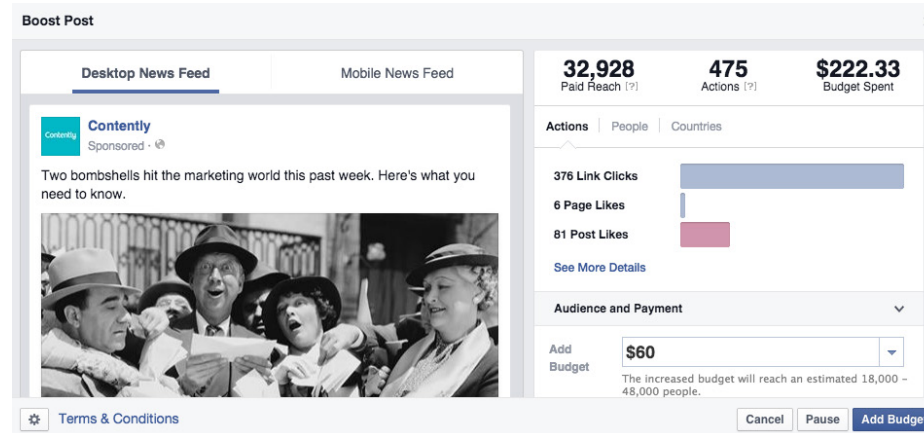 Boost Post
Desktop News Feed
Mobile News Feed
Contently
Contently
Sponsored ·
Two bombshells hit the marketing world this past week. Here's what you
need to know.
32,928
Paid Reach [?]
475
Actions [?]
$222.33
Budget Spent
Actions
People
Countries
376 Link Clicks
6 Page Likes
81 Post Likes
See More Details
Audience and Payment
Add
Budget
$60
The increased budget will reach an estimated 18,000 –
48,000 people.
Terms & Conditions
Cancel
Pause
Add Budge